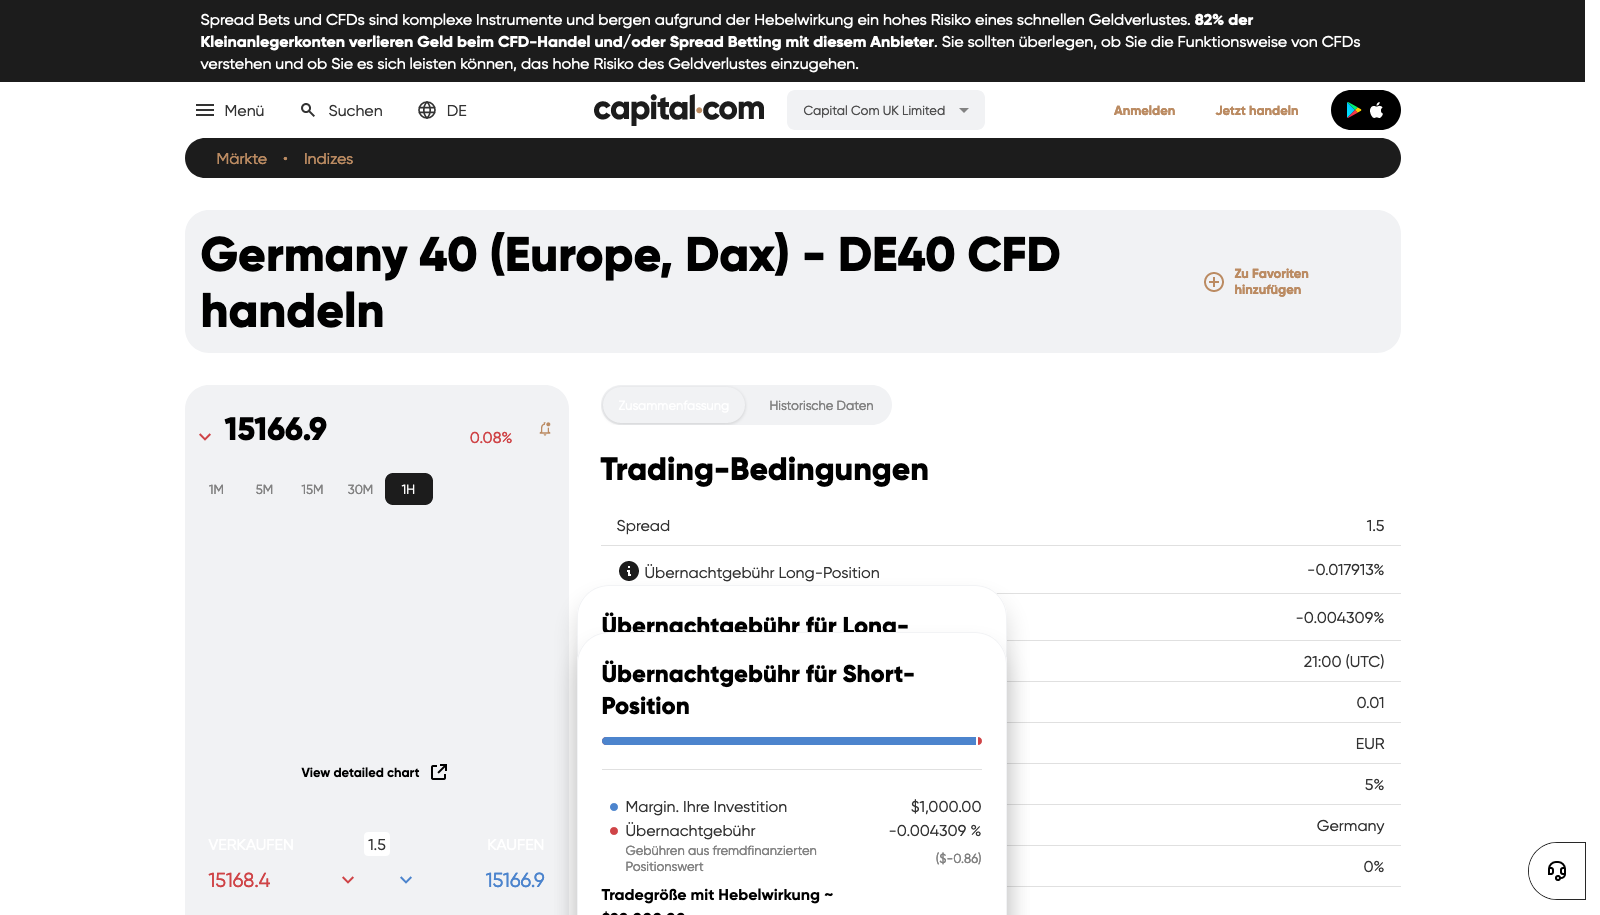 Spread Bets und CFDs sind komplexe Instrumente und bergen aufgrund der Hebelwirkung ein hohes Risiko eines schnellen Geldverlustes. 82% der
Kleinanlegerkonten verlieren Geld beim CFD-Handel und/oder Spread Betting mit diesem Anbieter. Sie sollten überlegen, ob Sie die Funktionsweise von CFDs
verstehen und ob Sie es sich leisten können, das hohe Risiko des Geldverlustes einzugehen.
Menü Suchen DE capital.com Capital Com UK Limited Anmelden Jetzt handeln
Märkte • Indizes
Germany 40 (Europe, Dax) - DE40 CFD
handeln
Zu Favoriten
hinzufügen
15166.9 0.08%
1M 5M 15M 30M 1H
View detailed chart
VERKAUFEN 1.5 KAUFEN
15168.4 15166.9
Zusammenfassung Historische Daten
Trading-Bedingungen
Spread 1.5
Übernachtgebühr Long-Position -0.017913%
-0.004309%
21:00 (UTC)
0.01
EUR
5%
Germany
0%
Übernachtgebühr für Long-
Übernachtgebühr für Short-
Position
Margin. Ihre Investition $1,000.00
Übernachtgebühr -0.004309 %
Gebühren aus fremdfinanzierten
Positionswert ($-0.86)
Tradegröße mit Hebelwirkung ~